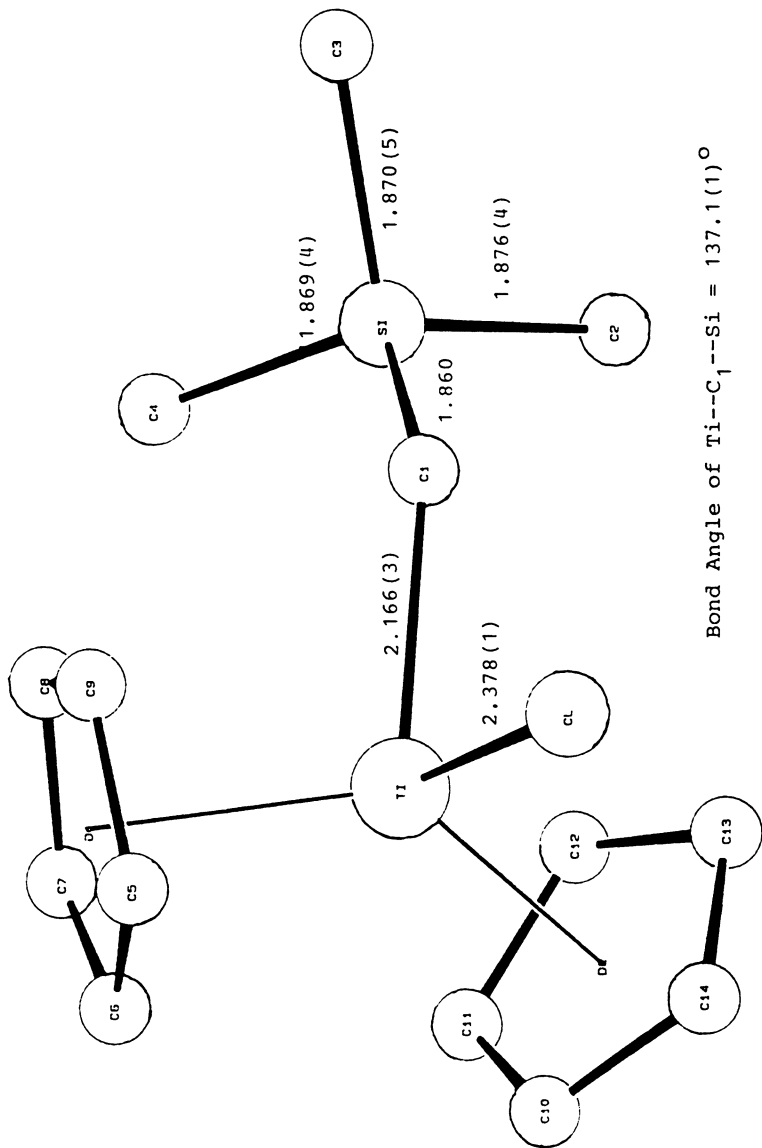 C3
1.870(5)
1.869(4)
1.876(4)
SI
C4
C2
1.860
C1
2.166(3)
2.378(1)
C8
C9
CL
D1
TI
C7
C5
C12
C13
C6
C11
C14
C10
Bond Angle of Ti--C1--Si = 137.1(1)°